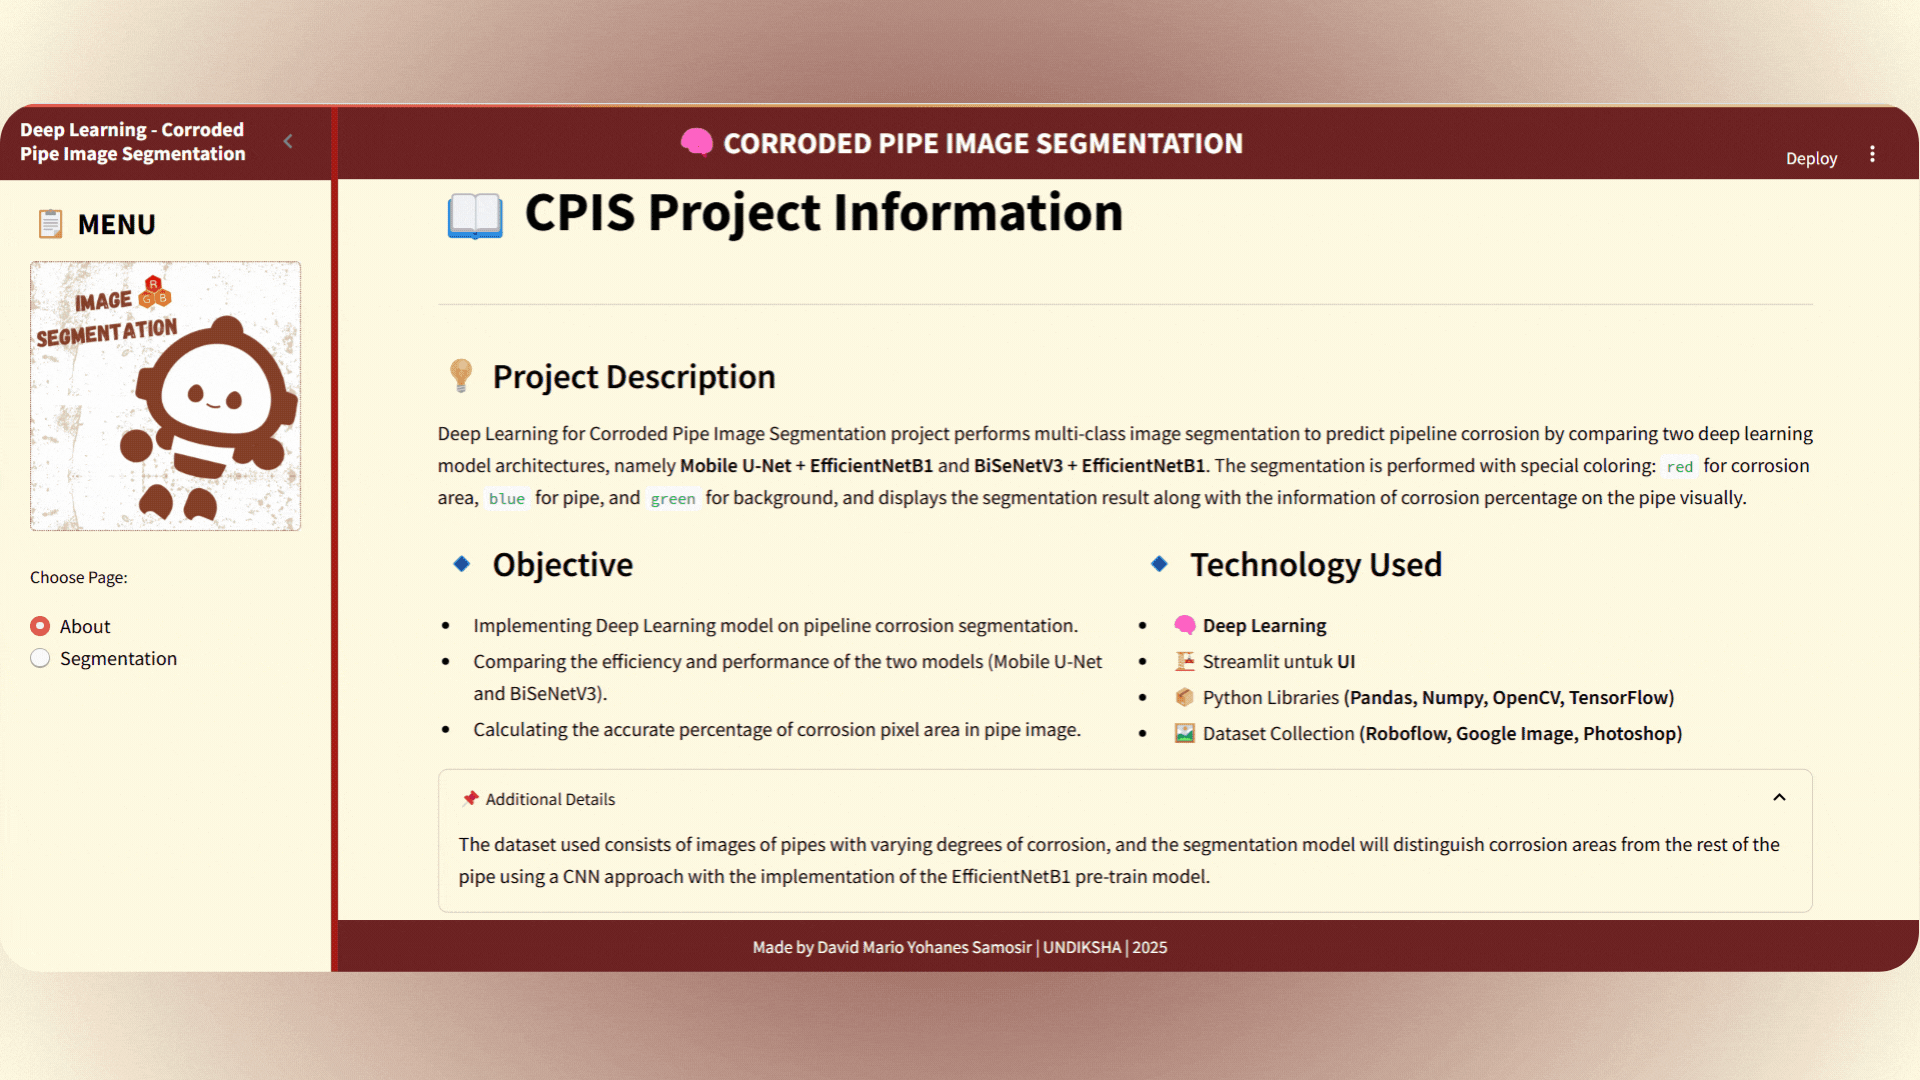 Deep Learning - Corroded
Pipe Image Segmentation
CORRODED PIPE IMAGE SEGMENTATION
Deploy
MENU
IMAGE
R
G B
SEGMENTATION
Choose Page:
About
Segmentation
CPIS Project Information
Project Description
Deep Learning for Corroded Pipe Image Segmentation project performs multi-class image segmentation to predict pipeline corrosion by comparing two deep learning
model architectures, namely Mobile U-Net + EfficientNetB1 and BiSeNetV3 + EfficientNetB1. The segmentation is performed with special coloring: red for corrosion
area, blue for pipe, and green for background, and displays the segmentation result along with the information of corrosion percentage on the pipe visually.
Objective
Implementing Deep Learning model on pipeline corrosion segmentation.
Comparing the efficiency and performance of the two models (Mobile U-Net
and BiSeNetV3).
Calculating the accurate percentage of corrosion pixel area in pipe image.
Technology Used
Deep Learning
Streamlit untuk UI
Python Libraries (Pandas, Numpy, OpenCV, TensorFlow)
Dataset Collection (Roboflow, Google Image, Photoshop)
Additional Details
The dataset used consists of images of pipes with varying degrees of corrosion, and the segmentation model will distinguish corrosion areas from the rest of the
pipe using a CNN approach with the implementation of the EfficientNetB1 pre-train model.
Made by David Mario Yohanes Samosir | UNDIKSHA | 2025